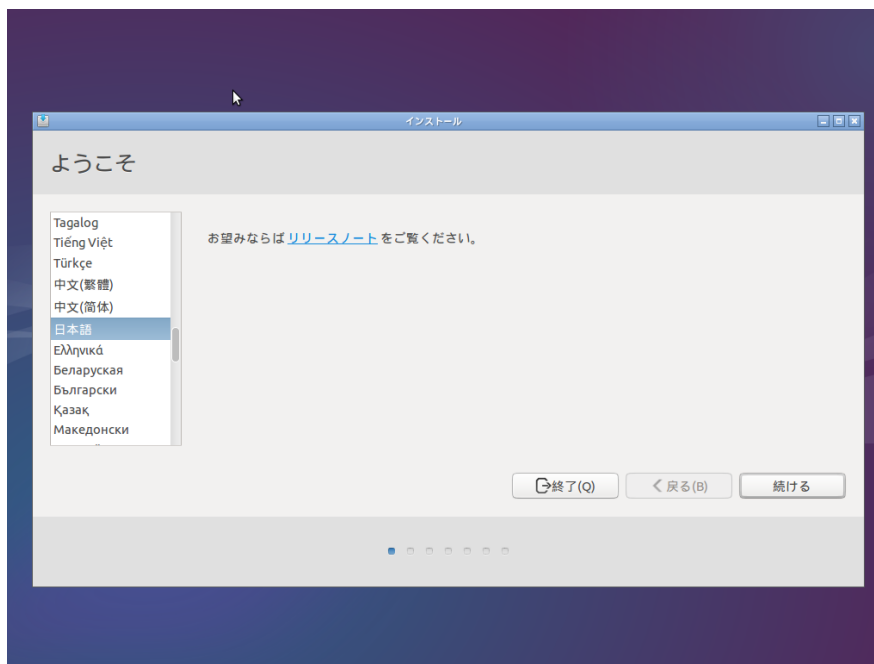 インストール
ようこそ
Tagalog
Tiếng Việt
Türkçe
中文(繁體)
中文(简体)
日本語
Ελληνικά
Беларуская
Български
Қазақ
Македонски
お望みならば リリースノート をご覧ください。
終了(Q)
戻る(B)
続ける